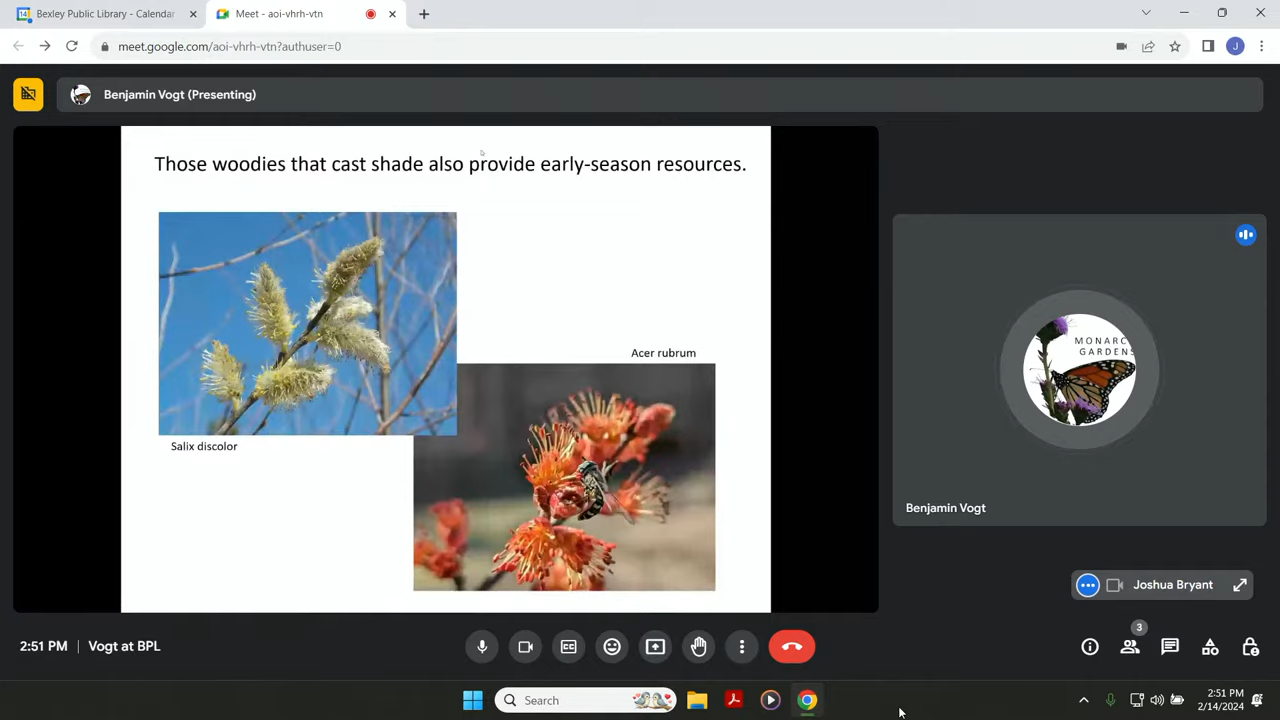 Bexley Public Library - Calendar
Meet - aoi-vhrh-vtn
meet.google.com/aoi-vhrh-vtn?authuser=0
J
Benjamin Vogt (Presenting)
Those woodies that cast shade also provide early-season resources.
Acer rubrum
Salix discolor
MONARC
GARDENS
Benjamin Vogt
Joshua Bryant
3
2:51 PM | Vogt at BPL
Search
2:51 PM
2/14/2024